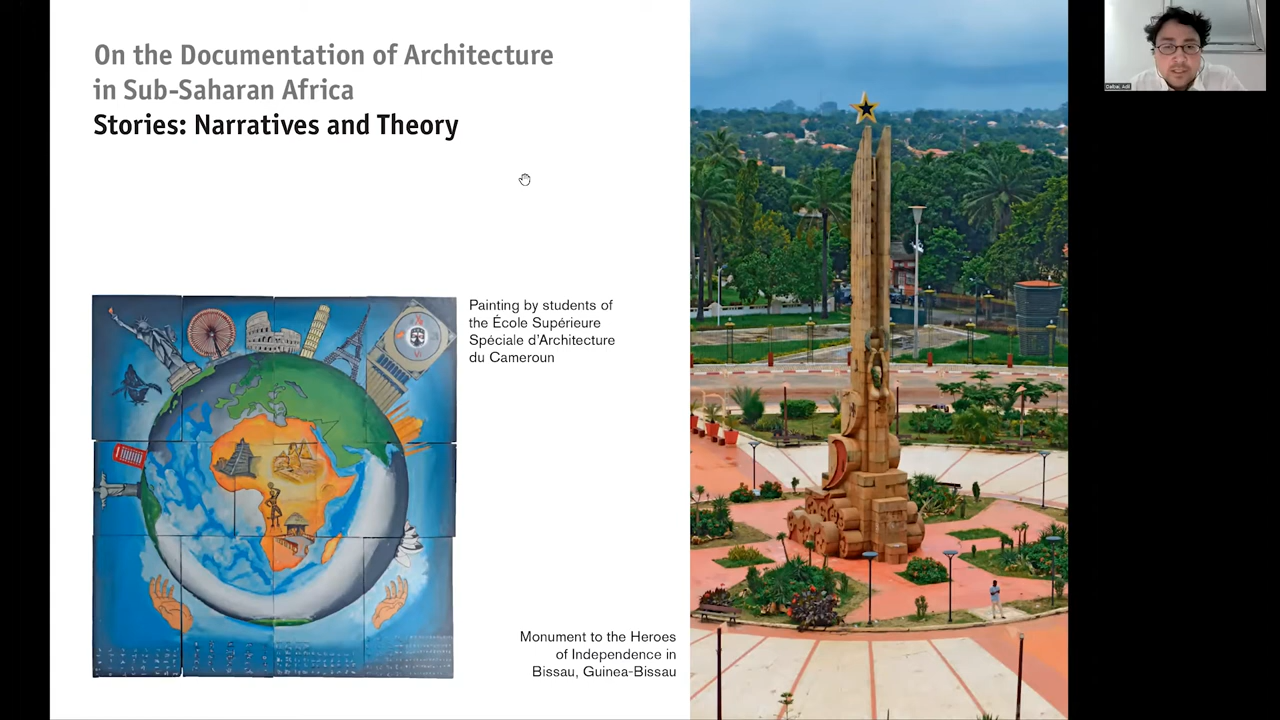 On the Documentation of Architecture
in Sub-Saharan Africa
Stories: Narratives and Theory
Painting by students of
the École Supérieure
Spéciale d'Architecture
du Cameroun
Monument to the Heroes
of Independence in
Bissau, Guinea-Bissau